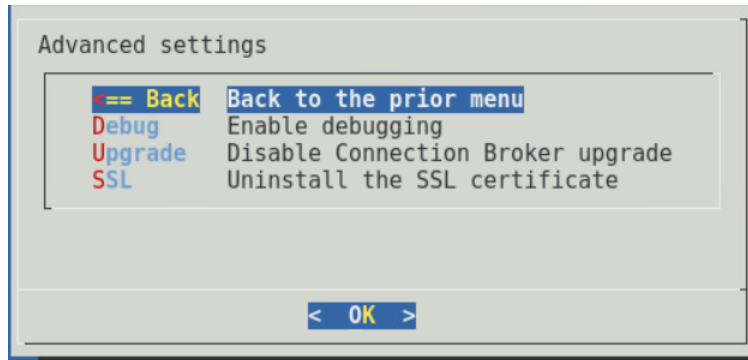 Advanced settings
<== Back Back to the prior menu
Debug Enable debugging
Upgrade Disable Connection Broker upgrade
SSL Uninstall the SSL certificate
< OK >